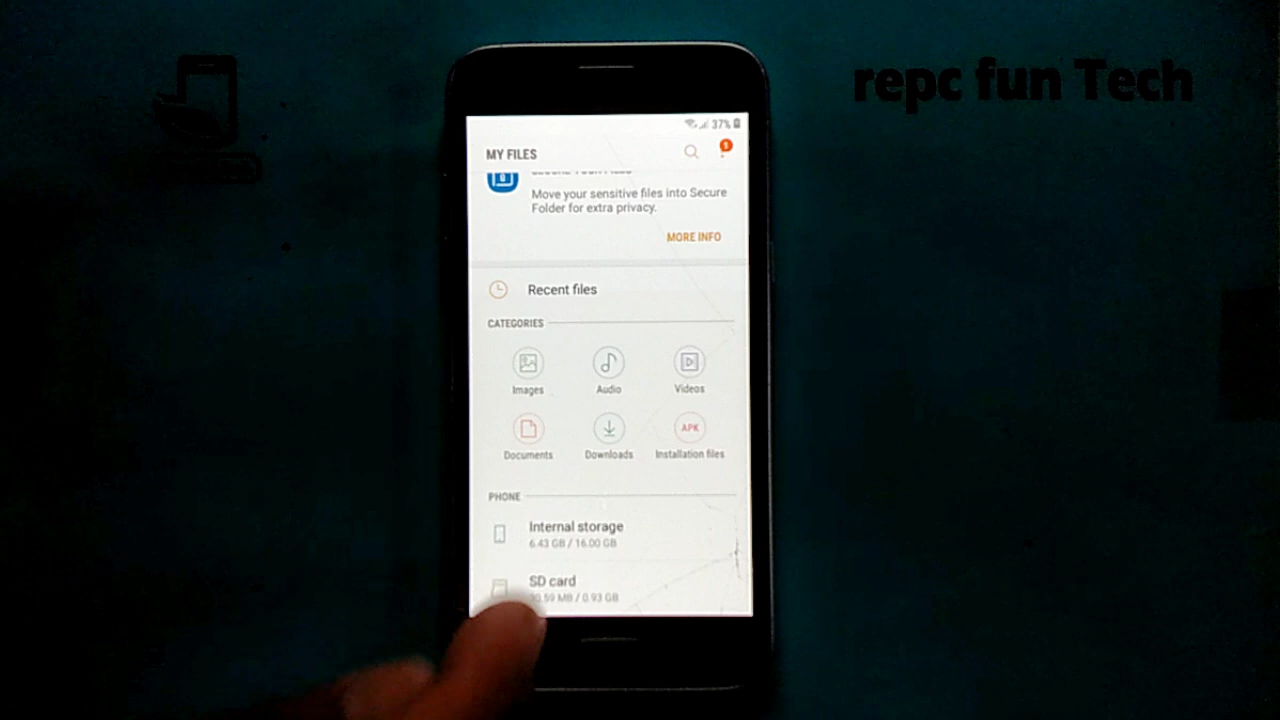 repc fun Tech
37%
MY FILES
1
Move your sensitive files into Secure
Folder for extra privacy.
MORE INFO
Recent files
CATEGORIES
Images Audio Videos
Documents Downloads APK Installation files
PHONE
Internal storage
6.43 GB / 16.00 GB
SD card
MB / 0.93 GB